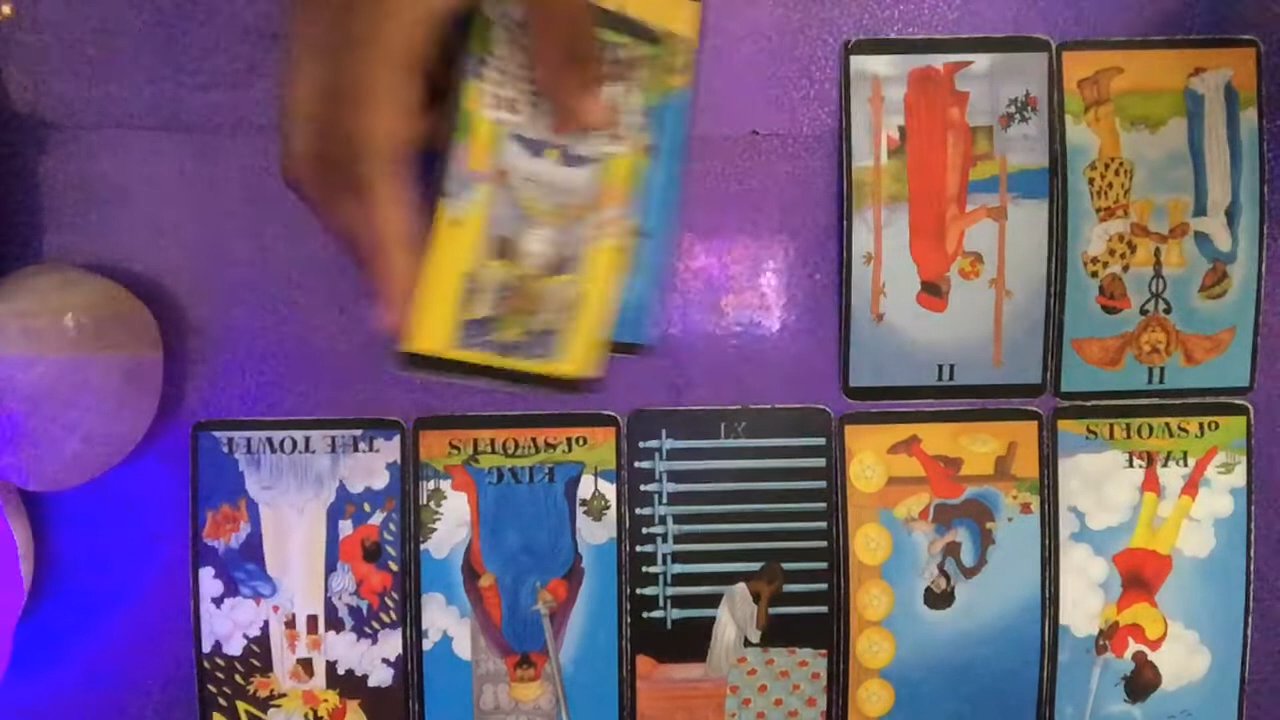 II
II
THE TOWER
KING
OF SWORDS
IX
PAGE
OF SWORDS